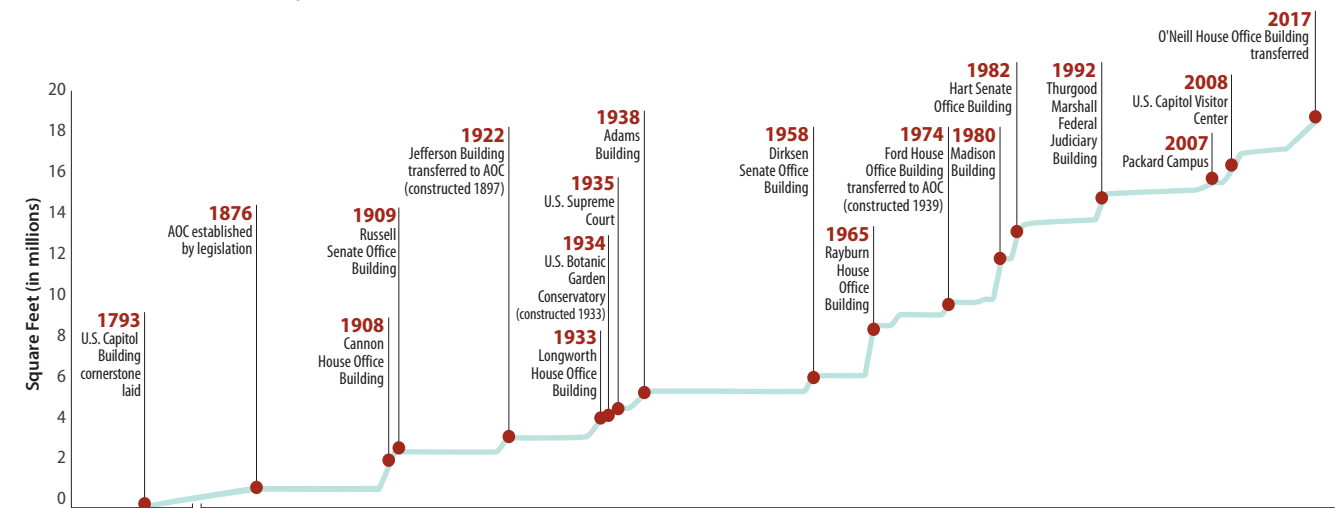 Square Feet (in millions)
20
18
16
14
12
10
8
6
4
2
0
1793
U.S. Capitol
Building
cornerstone
laid
1876
AOC established
by legislation
1908
Cannon
House Office
Building
1909
Russell
Senate Office
Building
1922
Jefferson Building
transferred to AOC
(constructed 1897)
1933
Longworth
House Office
Building
1934
U.S. Botanic
Garden
Conservatory
(constructed 1933)
1935
U.S. Supreme
Court
1938
Adams
Building
1958
Dirksen
Senate Office
Building
1965
Rayburn
House
Office
Building
1974
Ford House
Office Building
transferred to AOC
(constructed 1939)
1980
Madison
Building
1982
Hart Senate
Office Building
1992
Thurgood
Marshall
Federal
Judiciary
Building
2007
Packard Campus
2008
U.S. Capitol Visitor
Center
2017
O'Neill House Office Building
transferred